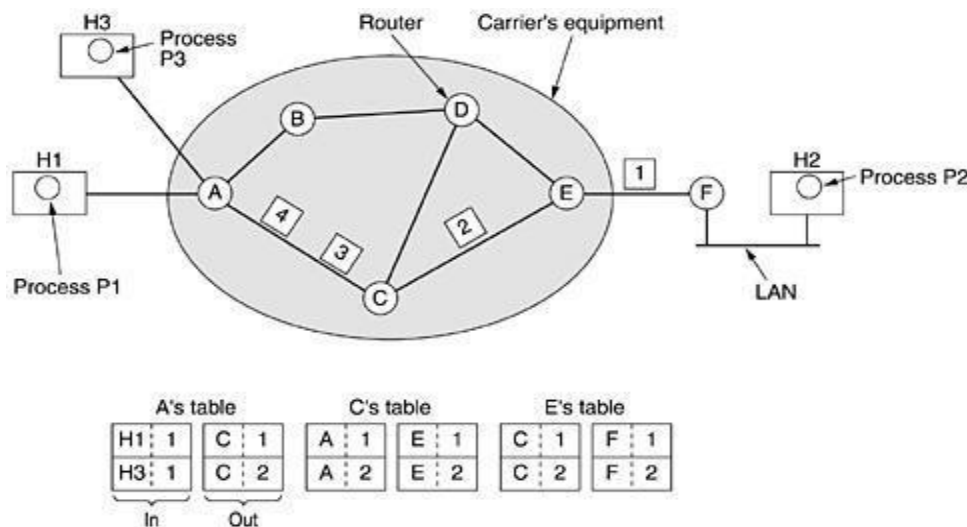 H3
Process
P3
Router
Carrier's equipment
B
D
H1
A
E
1
F
H2
Process P2
4
3
2
C
Process P1
LAN
A's table
C's table
E's table
H1 1 C 1 A 1 E 1 C 1 F 1
H3 1 C 2 A 2 E 2 C 2 F 2
In
Out